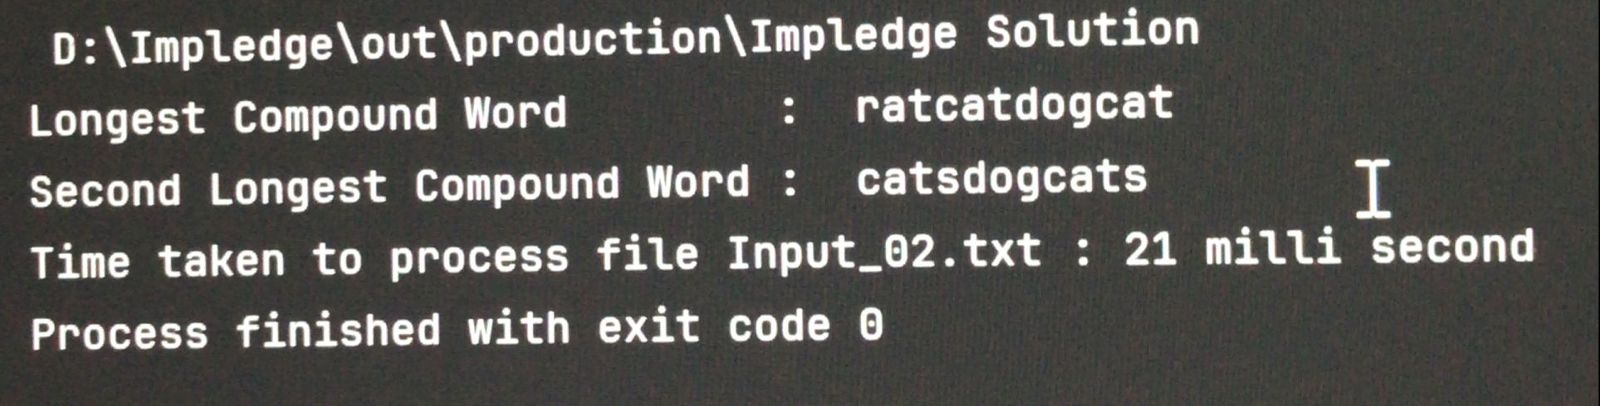 D:\Impledge\out\production\Impledge Solution
Longest Compound Word : ratcatdogcat
Second Longest Compound Word : catsdogcats
Time taken to process file Input_02.txt : 21 milli second
Process finished with exit code 0